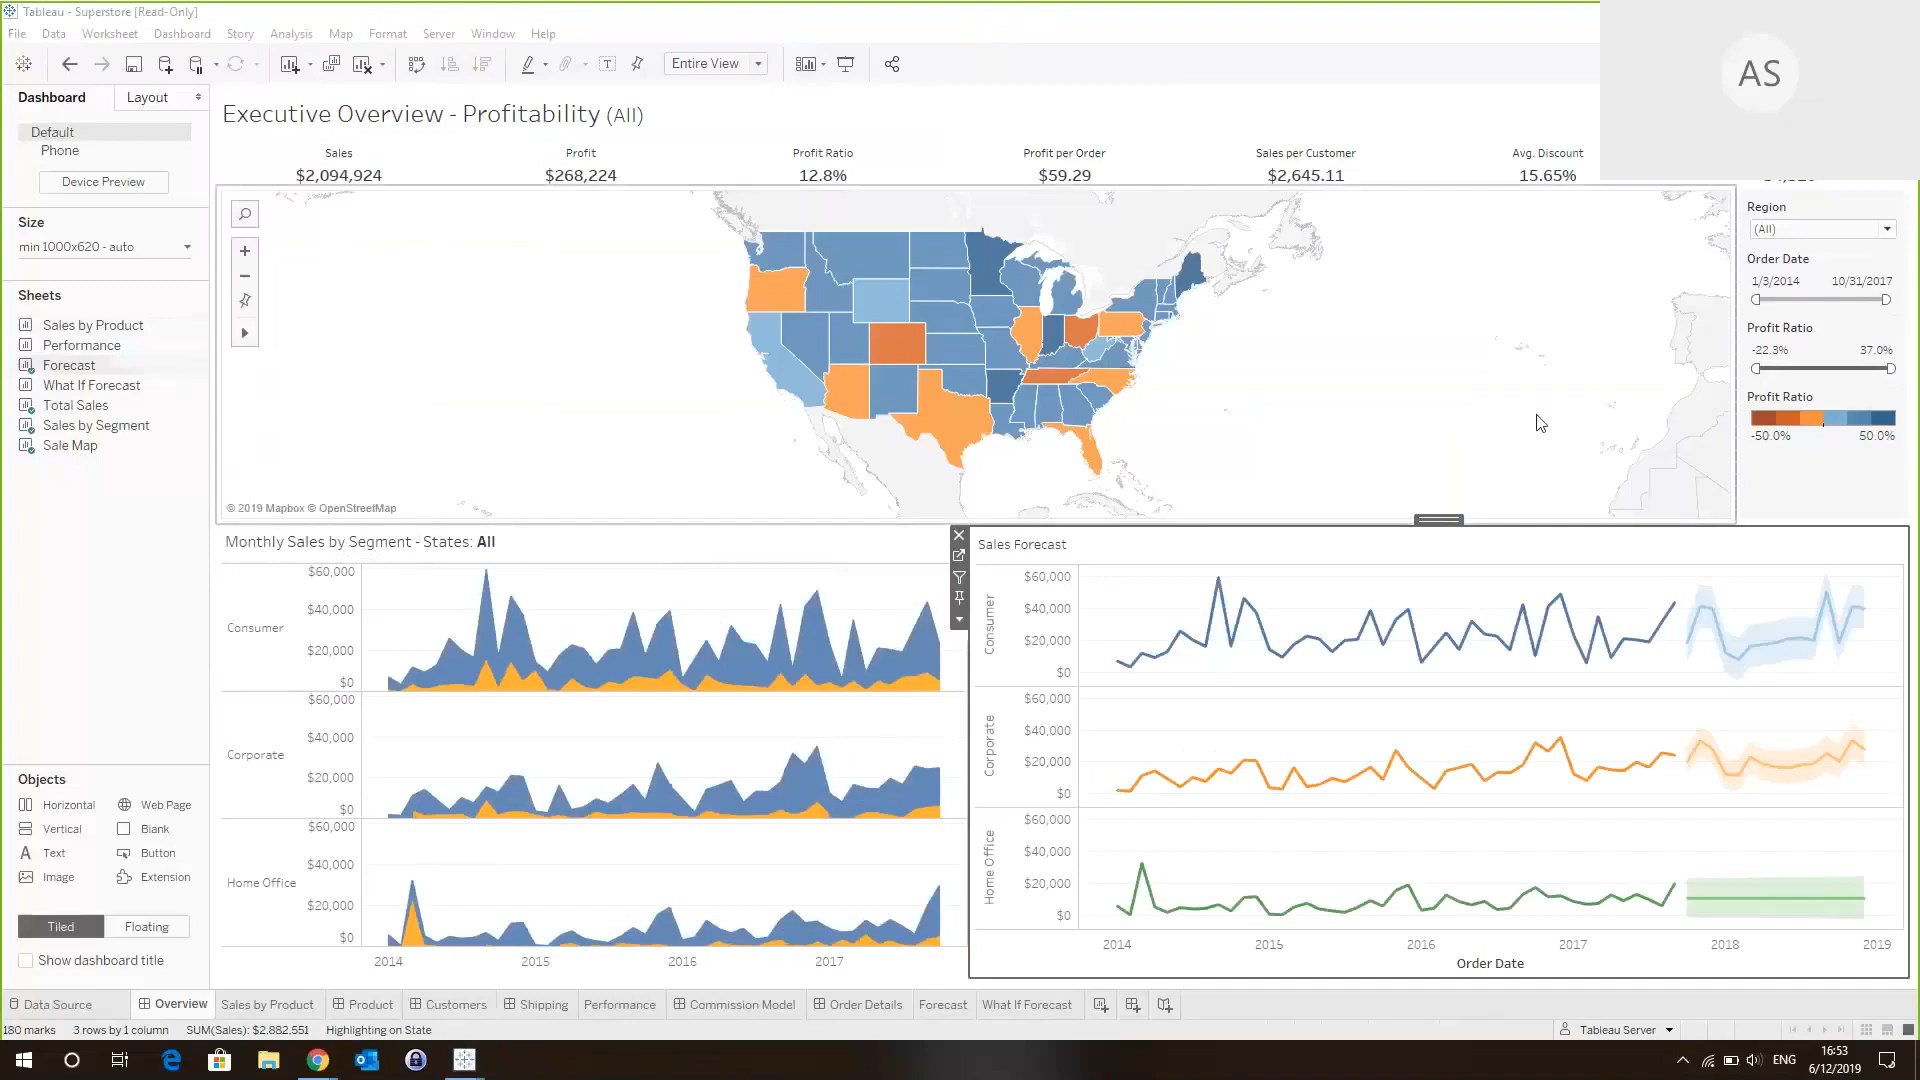 Tableau - Superstore [Read-Only]
File Data Worksheet Dashboard Story Analysis Map Format Server Window Help
Entire View
AS
Dashboard Layout
Default
Phone
Device Preview
Size
min 1000x620 - auto
Sheets
Sales by Product
Performance
Forecast
What If Forecast
Total Sales
Sales by Segment
Sale Map
Objects
Horizontal Web Page
Vertical Blank
Text Button
Image Extension
Tiled Floating
Show dashboard title
Executive Overview - Profitability (All)
Sales Profit Profit Ratio Profit per Order Sales per Customer Avg. Discount
$2,094,924 $268,224 12.8% $59.29 $2,645.11 15.65%
© 2019 Mapbox © OpenStreetMap
Region
(All)
Order Date
1/3/2014 10/31/2017
Profit Ratio
-22.3% 37.0%
Profit Ratio
-50.0% 50.0%
Monthly Sales by Segment - States: All
Consumer
$60,000
$40,000
$20,000
$0
Corporate
$60,000
$40,000
$20,000
$0
Home Office
$60,000
$40,000
$20,000
$0
2014 2015 2016 2017
Sales Forecast
Consumer
$60,000
$40,000
$20,000
$0
Corporate
$60,000
$40,000
$20,000
$0
Home Office
$60,000
$40,000
$20,000
$0
2014 2015 2016 2017 2018 2019
Order Date
Data Source Overview Sales by Product Product Customers Shipping Performance Commission Model Order Details Forecast What If Forecast
180 marks 3 rows by 1 column SUM(Sales): $2,882,551 Highlighting on State Tableau Server
ENG
16:53
6/12/2019